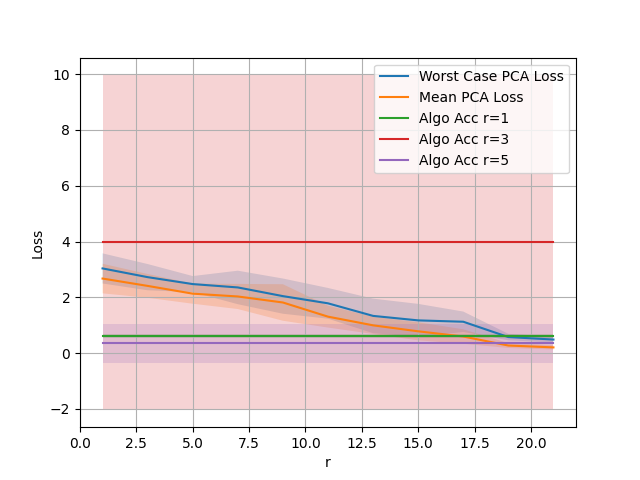 10
8
6
4
2
0
−2
Loss
0.0 2.5 5.0 7.5 10.0 12.5 15.0 17.5 20.0
r
Worst Case PCA Loss
Mean PCA Loss
Algo Acc r=1
Algo Acc r=3
Algo Acc r=5